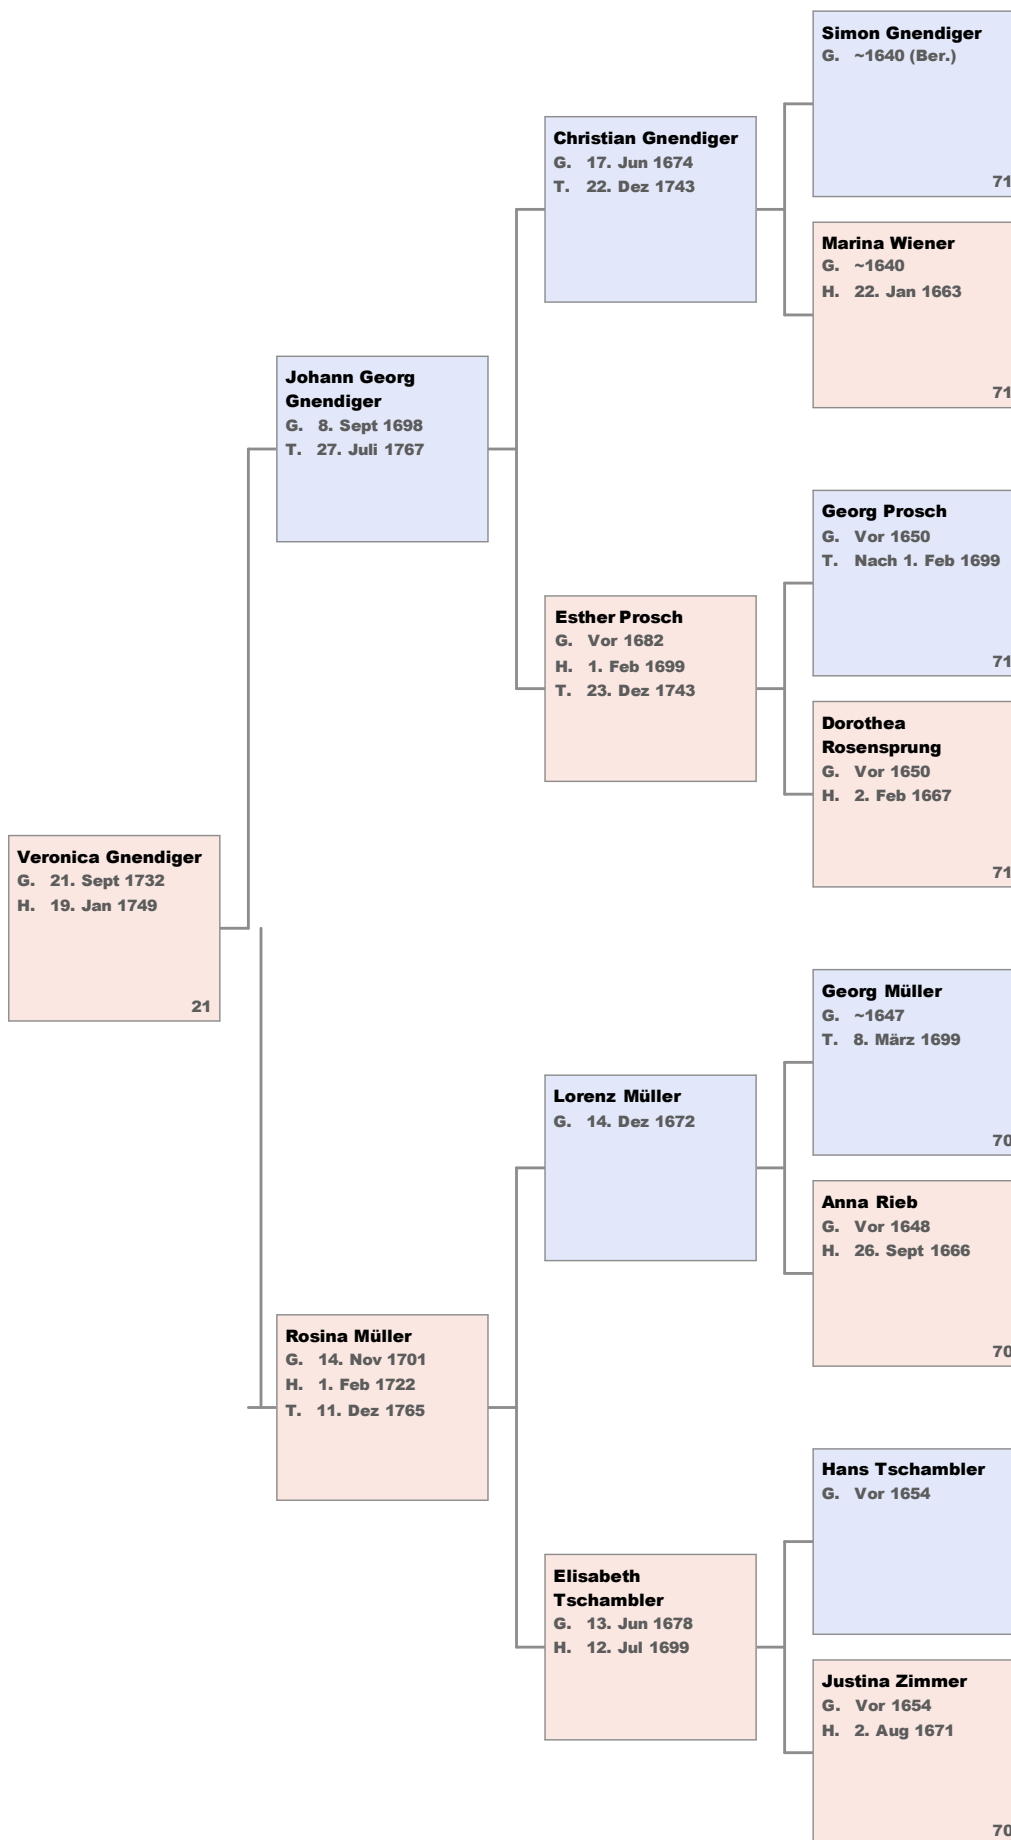 Simon Gnendiger
G. ~1640 (Ber.)
71
Christian Gnendiger
G. 17. Jun 1674
T. 22. Dez 1743
Marina Wiener
G. ~1640
H. 22. Jan 1663
71
Johann Georg
Gnendiger
G. 8. Sept 1698
T. 27. Juli 1767
Georg Prosch
G. Vor 1650
T. Nach 1. Feb 1699
71
Esther Prosch
G. Vor 1682
H. 1. Feb 1699
T. 23. Dez 1743
Dorothea
Rosensprung
G. Vor 1650
H. 2. Feb 1667
71
Veronica Gnendiger
G. 21. Sept 1732
H. 19. Jan 1749
21
Georg Müller
G. ~1647
T. 8. März 1699
70
Lorenz Müller
G. 14. Dez 1672
Anna Rieb
G. Vor 1648
H. 26. Sept 1666
70
Rosina Müller
G. 14. Nov 1701
H. 1. Feb 1722
T. 11. Dez 1765
Hans Tschambler
G. Vor 1654
Elisabeth
Tschambler
G. 13. Jun 1678
H. 12. Jul 1699
Justina Zimmer
G. Vor 1654
H. 2. Aug 1671
70